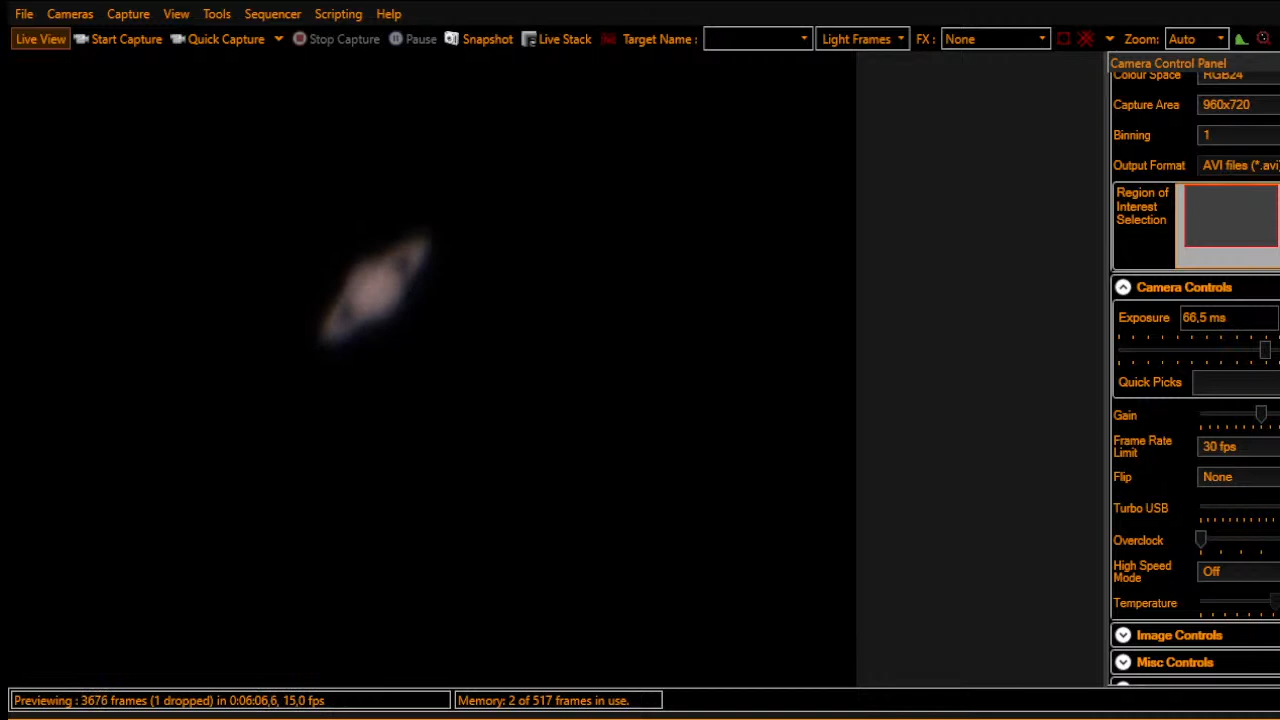 File Cameras Capture View Tools Sequencer Scripting Help
Live View Start Capture Quick Capture Stop Capture Pause Snapshot Live Stack Target Name : Light Frames FX : None Zoom: Auto
Camera Control Panel
Colour Space RGB24
Capture Area 960x720
Binning 1
Output Format AVI files (*.avi)
Region of
Interest
Selection
Camera Controls
Exposure 66,5 ms
Quick Picks
Gain
Frame Rate
Limit
30 fps
Flip None
Turbo USB
Overclock
High Speed
Mode
Off
Temperature
Image Controls
Misc Controls
Previewing : 3676 frames (1 dropped) in 0:06:06,6, 15,0 fps Memory: 2 of 517 frames in use.